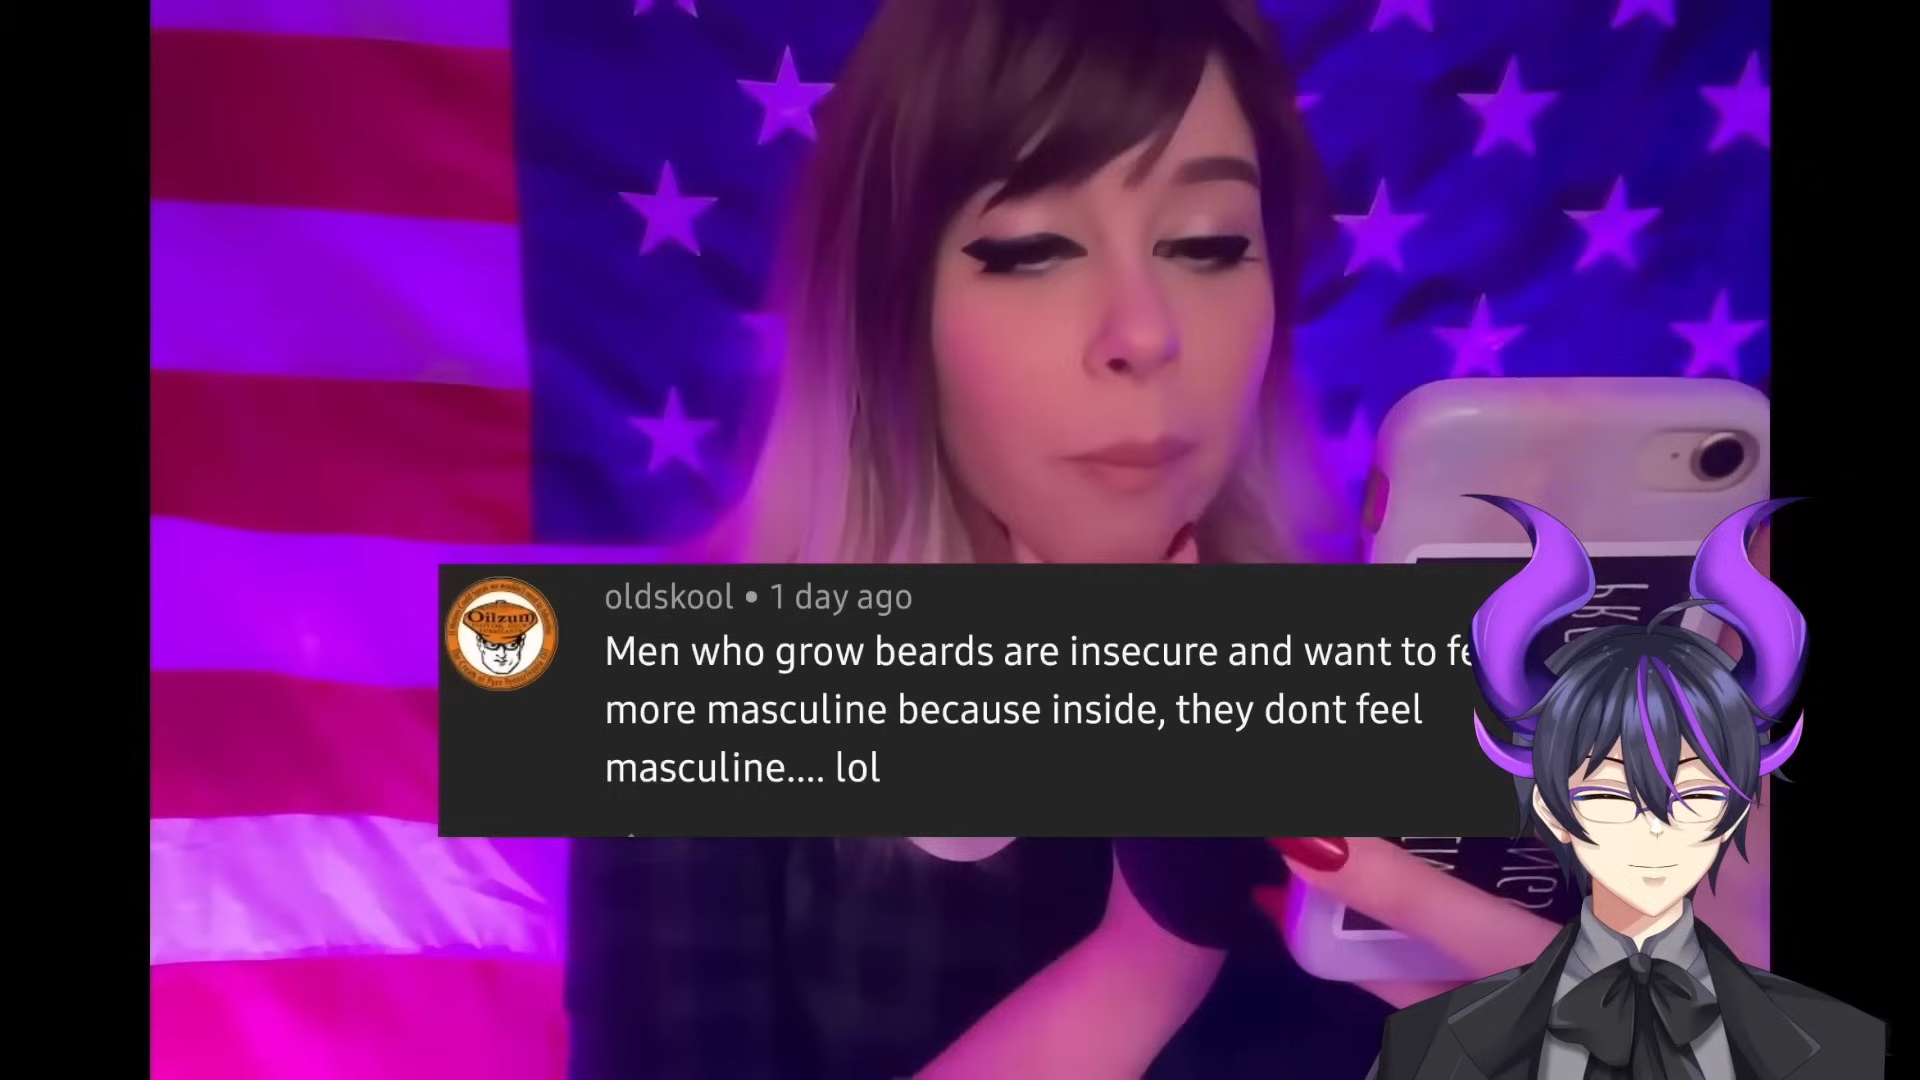 oldskool • 1 day ago
Oilzum
Men who grow beards are insecure and want to
more masculine because inside, they dont feel
masculine.... lol